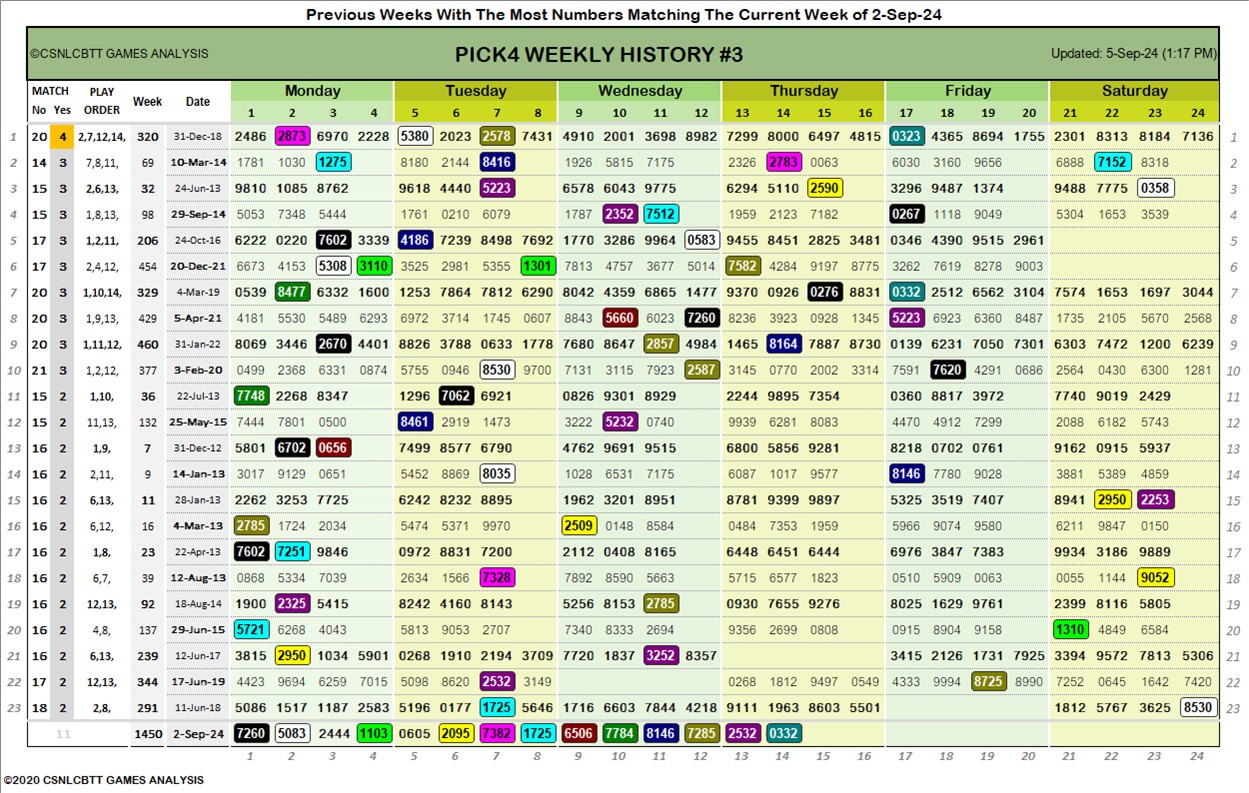 Previous Weeks With The Most Numbers Matching The Current Week of 2-Sep-24
©CSNLCBTT GAMES ANALYSIS PICK4 WEEKLY HISTORY #3 Updated: 5-Sep-24 (1:17 PM)
MATCH PLAY Week Date Monday Tuesday Wednesday Thursday Friday Saturday
No Yes ORDER 1 2 3 4 5 6 7 8 9 10 11 12 13 14 15 16 17 18 19 20 21 22 23 24
1 20 4 2,7,12,14, 320 31-Dec-18 2486 2873 6970 2228 5380 2023 2578 7431 4910 2001 3698 8982 7299 8000 6497 4815 0323 4365 8694 1755 2301 8313 8184 7136 1
2 14 3 7,8,11, 69 10-Mar-14 1781 1030 1275 8180 2144 8416 1926 5815 7175 2326 2783 0063 6030 3160 9656 6888 7152 8318 2
3 15 3 2,6,13, 32 24-Jun-13 9810 1085 8762 9618 4440 5223 6578 6043 9775 6294 5110 2590 3296 9487 1374 9488 7775 0358 3
4 15 3 1,8,13, 98 29-Sep-14 5053 7348 5444 1761 0210 6079 1787 2352 7512 1959 2123 7182 0267 1118 9049 5304 1653 3539 4
5 17 3 1,2,11, 206 24-Oct-16 6222 0220 7602 3339 4186 7239 8498 7692 1770 3286 9964 0583 9455 8451 2825 3481 0346 4390 9515 2961 5
6 17 3 2,4,12, 454 20-Dec-21 6673 4153 5308 3110 3525 2981 5355 1301 7813 4757 3677 5014 7582 4284 9197 8775 3262 7619 8278 9003 6
7 20 3 1,10,14, 329 4-Mar-19 0539 8477 6332 1600 1253 7864 7812 6290 8042 4359 6865 1477 3370 0926 0276 8831 0332 2512 6562 3104 7574 1653 1697 3044 7
8 20 3 1,9,13, 429 5-Apr-21 4181 5530 5489 6293 6972 3714 1745 0607 8843 5660 6023 7260 8236 3923 0928 1345 5223 6923 6360 8487 1735 2105 5670 2568 8
9 20 3 1,11,12, 460 31-Jan-22 8069 3446 2670 4401 8826 3788 0633 1778 7680 8647 2857 4984 1465 8164 7887 8730 0139 6231 7050 7301 6303 7472 1200 6239 9
10 21 3 1,2,12, 377 3-Feb-20 0499 2368 6331 0874 5755 0946 8530 9700 7131 3115 7923 2587 3145 0770 2002 3314 7591 7620 4291 0686 2564 0430 6300 1281 10
11 15 2 1,10, 36 22-Jul-13 7748 2268 8347 1296 7062 6921 0826 9301 8929 2244 9895 7354 0360 8817 3972 7740 9019 2429 11
12 15 2 11,13, 132 25-May-15 7444 7801 0500 8461 2919 1473 3222 5232 0740 9939 6281 8083 4470 4912 7299 2088 6182 5743 12
13 16 2 1,9, 7 31-Dec-12 5801 6702 0656 7499 8577 6790 4762 9691 9515 6800 5856 9281 8218 0702 0761 9162 0915 5937 13
14 16 2 2,11, 9 14-Jan-13 3017 9129 0651 5452 8869 8035 1028 6531 7175 6087 1017 9577 8146 7780 9028 3881 5389 4859 14
15 16 2 6,13, 11 28-Jan-13 2262 3253 7725 6242 8232 8895 1962 3201 8951 8781 9399 9897 5325 3519 7407 8941 2950 2253 15
16 16 2 6,12, 16 4-Mar-13 2785 1724 2034 5474 5371 9970 2509 0148 8584 0484 7353 1959 5966 9074 9580 6211 9847 0150 16
17 16 2 1,8, 23 22-Apr-13 7602 7251 9846 0972 8831 7200 2112 0408 8165 6448 6451 6444 6976 3847 7383 9934 3186 9889 17
18 16 2 6,7, 39 12-Aug-13 0868 5334 7039 2634 1566 7328 7892 8590 5663 5715 6577 1823 0510 5909 0063 0055 1144 9052 18
19 16 2 12,13, 92 18-Aug-14 1900 2325 5415 8242 4160 8143 5256 8153 2785 0930 7655 9276 8025 1629 9761 2399 8116 5805 19
20 16 2 4,8, 137 29-Jun-15 5721 6268 4043 5813 9053 2707 7340 8333 2694 9356 2699 0808 0915 8904 9158 1310 4849 6584 20
21 16 2 6,13, 239 12-Jun-17 3815 2950 1034 5901 0268 1910 2194 3709 7720 1837 3252 8357 3415 2126 1731 7925 3394 9572 7813 5306 21
22 17 2 12,13, 344 17-Jun-19 4423 9694 6259 7015 5098 8620 2532 3149 0268 1812 9497 0549 4333 9994 8725 8990 7252 0645 1642 7420 22
23 18 2 2,8, 291 11-Jun-18 5086 1517 1187 2583 5196 0177 1725 5646 1716 6603 7844 4218 9111 1963 8603 5501 1812 5767 3625 8530 23
11 1450 2-Sep-24 7260 5083 2444 1103 0605 2095 7382 1725 6506 7784 8146 7285 2532 0332
1 2 3 4 5 6 7 8 9 10 11 12 13 14 15 16 17 18 19 20 21 22 23 24
©2020 CSNLCBTT GAMES ANALYSIS